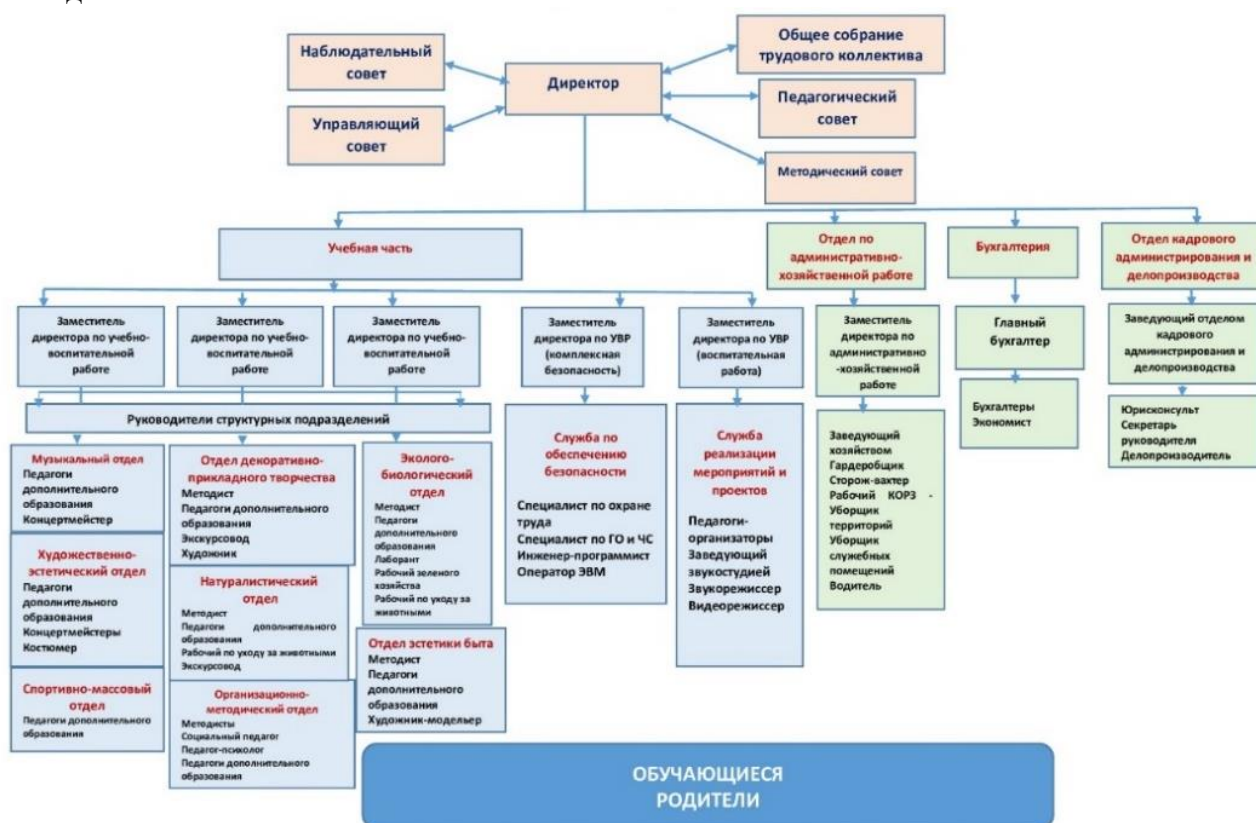 Наблюдательный
совет
Общее собрание
трудового коллектива
Директор
Управляющий
совет
Педагогический
совет
Методический совет
Учебная часть
Отдел по
административно-
хозяйственной работе
Бухгалтерия
Отдел кадрового
администрирования и
делопроизводства
Заместитель
директора по учебно-
воспитательной
работе
Заместитель
директора по учебно-
воспитательной
работе
Заместитель
директора по учебно-
воспитательной
работе
Заместитель
директора по УВР
(комплексная
безопасность)
Заместитель
директора по УВР
(воспитательная
работа)
Заместитель
директора по
административно
-хозяйственной
работе
Главный
бухгалтер
Заведующий отделом
кадрового
администрирования и
делопроизводства
Руководители структурных подразделений
Музыкальный отдел
Педагоги
дополнительного
образования
Концертмейстер
Художественно-
эстетический отдел
Педагоги
дополнительного
образования
Концертмейстеры
Костюмер
Спортивно-массовый
отдел
Педагоги дополнительного
образования
Отдел декоративно-
прикладного творчества
Методист
Педагоги дополнительного
образования
Экскурсовод
Художник
Натуралистический
отдел
Методист
Педагоги дополнительного
образования
Рабочий по уходу за животными
Экскурсовод
Организационно-
методический отдел
Методисты
Социальный педагог
Педагог-психолог
Педагоги дополнительного
образования
Эколого-
биологический
отдел
Методист
Педагоги
дополнительного
образования
Лаборант
Рабочий зеленого
хозяйства
Рабочий по уходу за
животными
Отдел эстетики быта
Методист
Педагоги
дополнительного
образования
Художник-модельер
Служба по
обеспечению
безопасности
Специалист по охране
труда
Специалист по ГО и ЧС
Инженер-программист
Оператор ЭВМ
Служба
реализации
мероприятий и
проектов
Педагоги-
организаторы
Заведующий
звукостудией
Звукорежиссер
Видеорежиссер
Заведующий
хозяйством
Гардеробщик
Сторож-вахтер
Рабочий КОРЗ -
Уборщик
территорий
Уборщик
служебных
помещений
Водитель
Бухгалтеры
Экономист
Юрисконсульт
Секретарь
руководителя
Делопроизводитель
ОБУЧАЮЩИЕСЯ
РОДИТЕЛИ